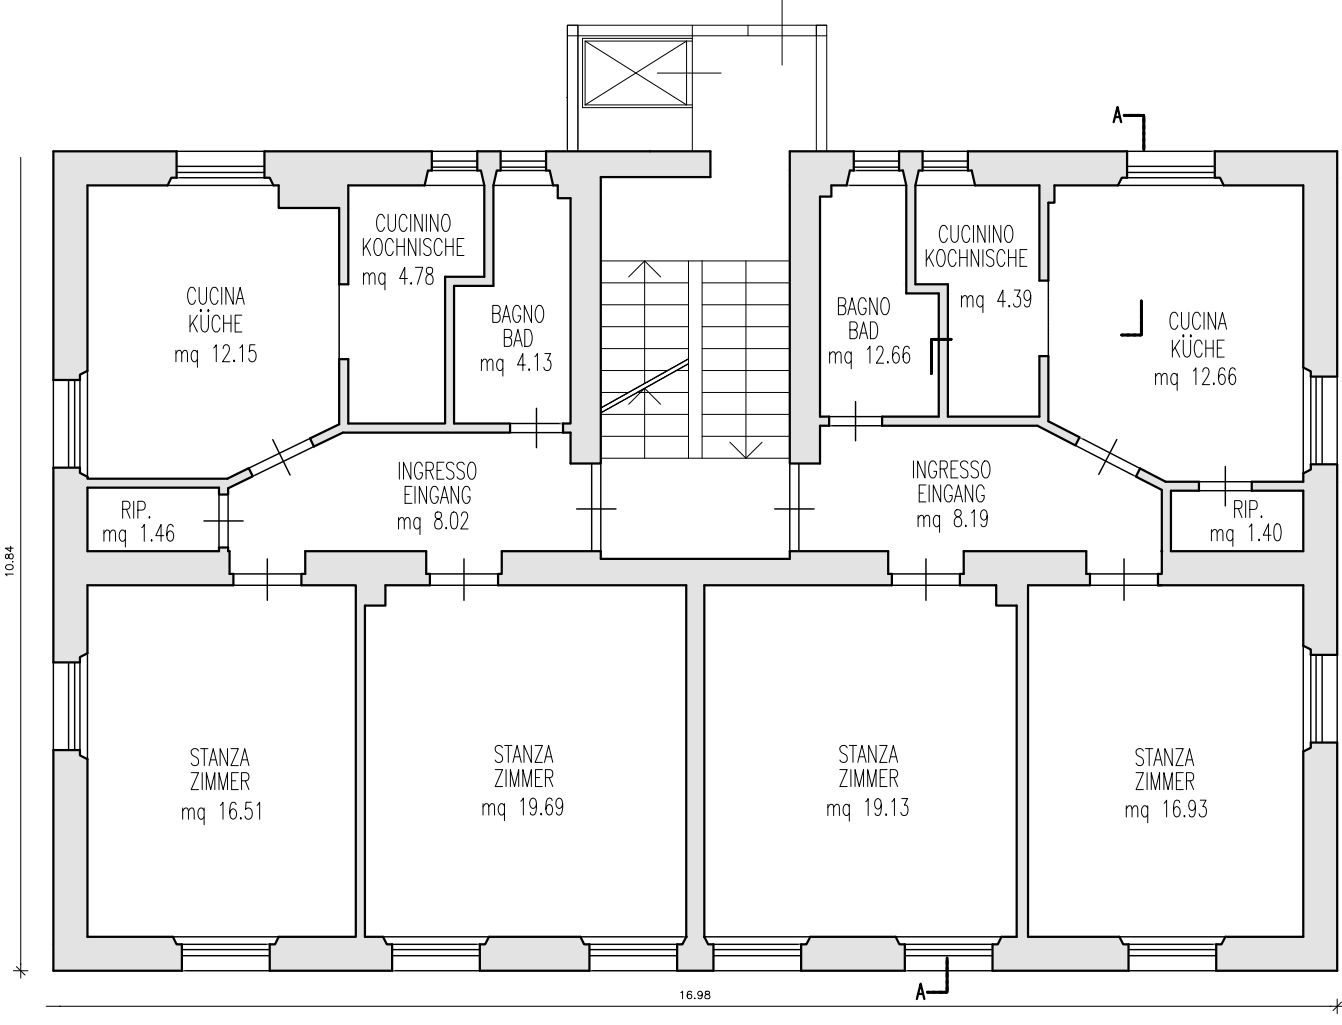 A
CUCININO
KOCHNISCHE
mq 4.78
CUCININO
KOCHNISCHE
mq 4.39
CUCINA
KÜCHE
mq 12.15
BAGNO
BAD
mq 4.13
BAGNO
BAD
mq 12.66
CUCINA
KÜCHE
mq 12.66
INGRESSO
EINGANG
mq 8.02
INGRESSO
EINGANG
mq 8.19
RIP.
mq 1.46
RIP.
mq 1.40
10.84
STANZA
ZIMMER
mq 16.51
STANZA
ZIMMER
mq 19.69
STANZA
ZIMMER
mq 19.13
STANZA
ZIMMER
mq 16.93
A
16.98